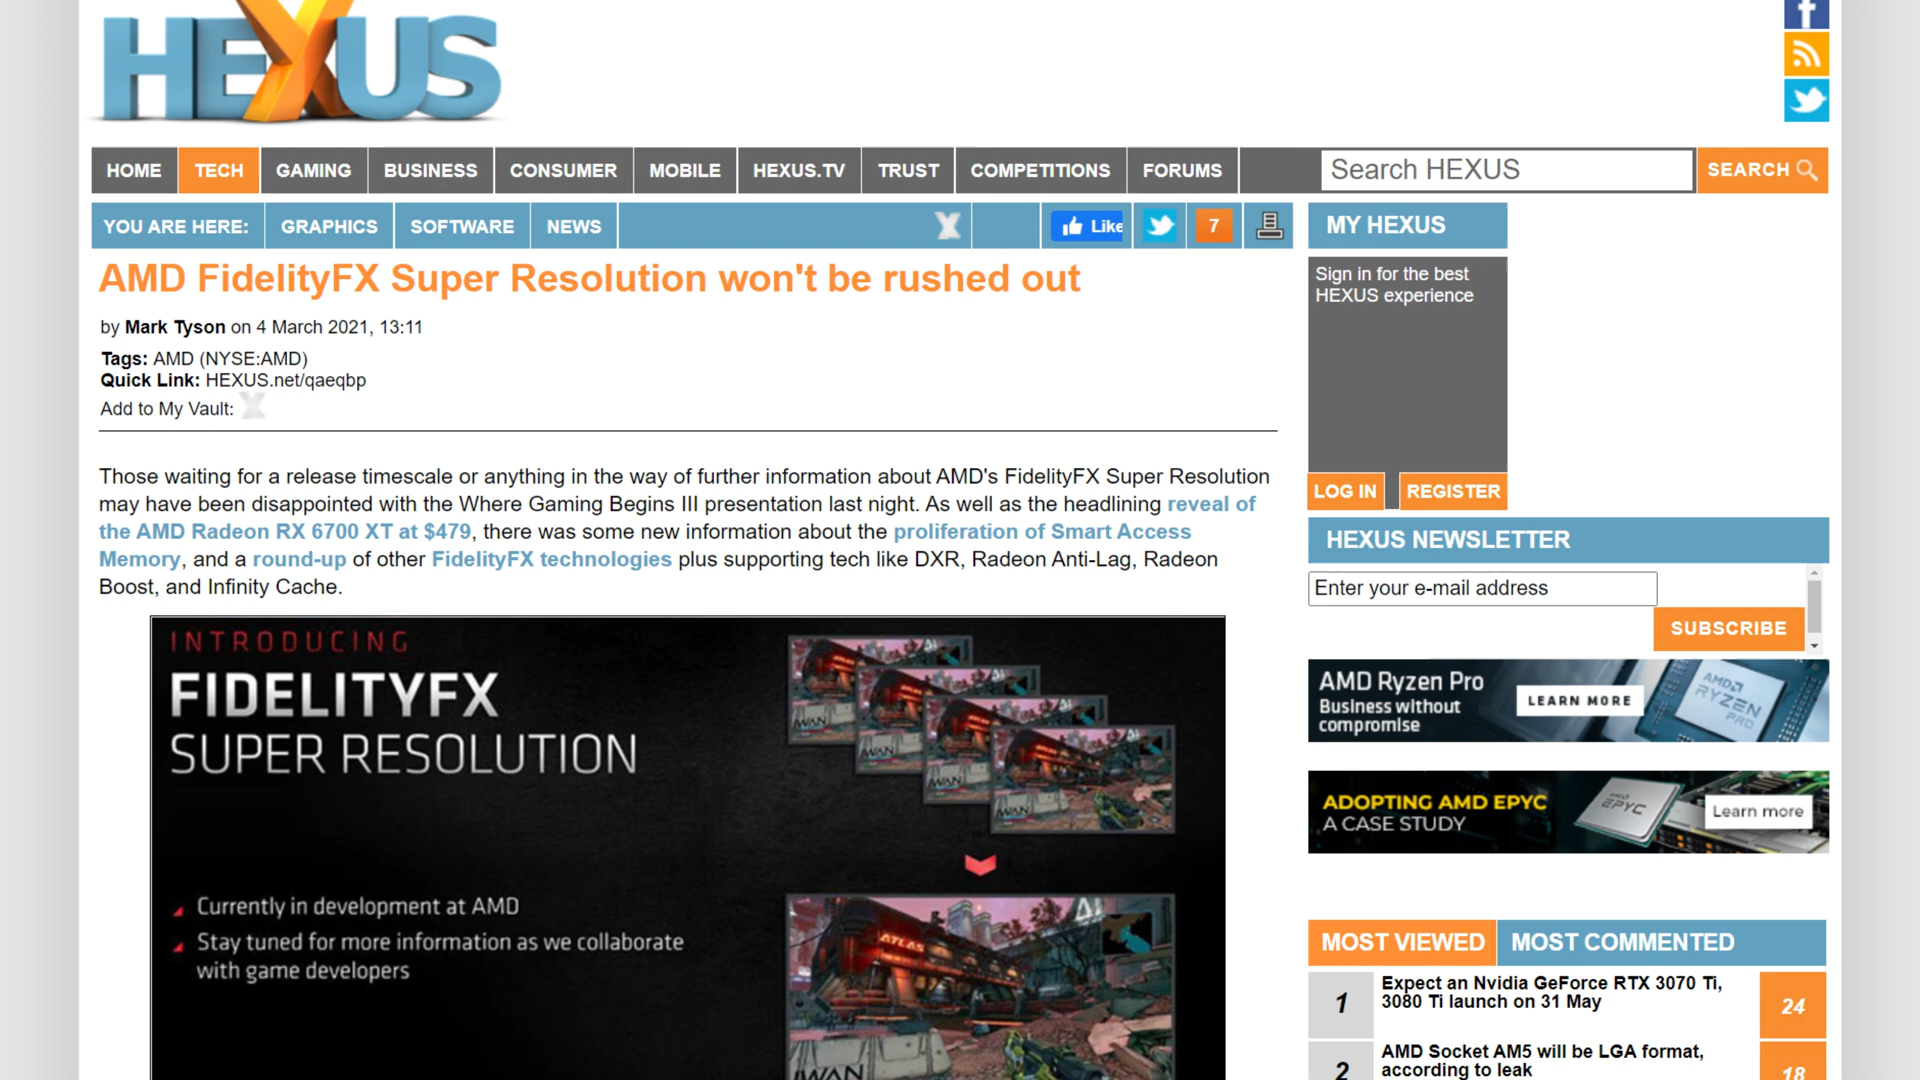 HEXUS
HOME TECH GAMING BUSINESS CONSUMER MOBILE HEXUS.TV TRUST COMPETITIONS FORUMS Search HEXUS SEARCH
YOU ARE HERE: GRAPHICS SOFTWARE NEWS Like 7
AMD FidelityFX Super Resolution won't be rushed out
by Mark Tyson on 4 March 2021, 13:11
Tags: AMD (NYSE:AMD)
Quick Link: HEXUS.net/qaeqbp
Add to My Vault:
Those waiting for a release timescale or anything in the way of further information about AMD's FidelityFX Super Resolution
may have been disappointed with the Where Gaming Begins III presentation last night. As well as the headlining reveal of
the AMD Radeon RX 6700 XT at $479, there was some new information about the proliferation of Smart Access
Memory, and a round-up of other FidelityFX technologies plus supporting tech like DXR, Radeon Anti-Lag, Radeon
Boost, and Infinity Cache.
INTRODUCING
FIDELITYFX
SUPER RESOLUTION
Currently in development at AMD
Stay tuned for more information as we collaborate
with game developers
ATLAS
MY HEXUS
Sign in for the best
HEXUS experience
LOG IN REGISTER
HEXUS NEWSLETTER
Enter your e-mail address
SUBSCRIBE
AMD Ryzen Pro
Business without
compromise
LEARN MORE
AMD
RYZEN
PRO
ADOPTING AMD EPYC
A CASE STUDY
EPYC
Learn more
MOST VIEWED MOST COMMENTED
1 Expect an Nvidia GeForce RTX 3070 Ti,
3080 Ti launch on 31 May
24
2 AMD Socket AM5 will be LGA format,
according to leak
18